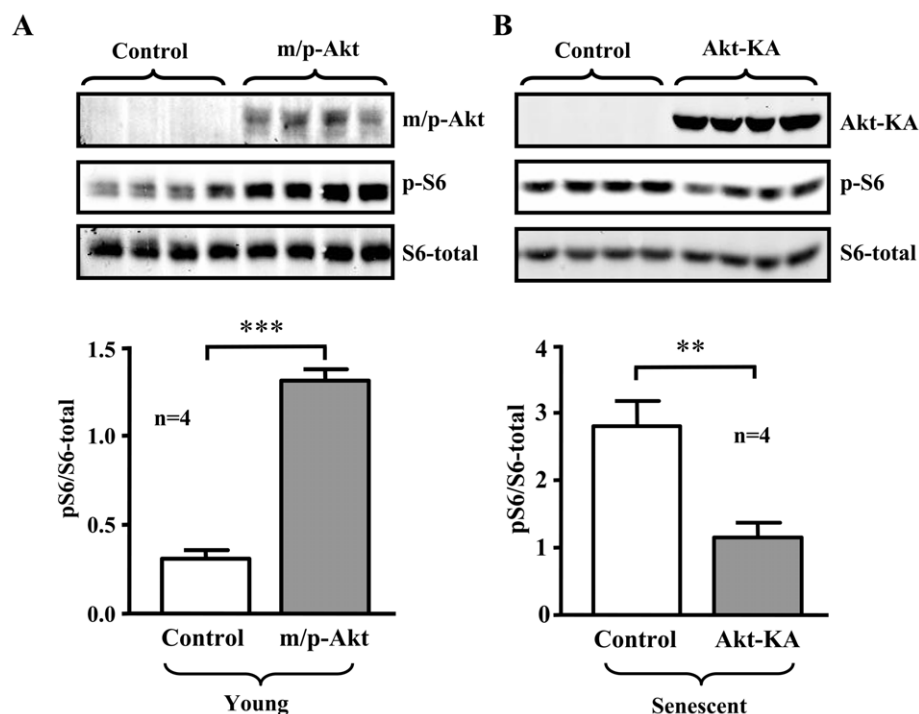 A
Control
m/p-Akt
m/p-Akt
p-S6
S6-total
***
n=4
pS6/S6-total
1.5
1.0
0.5
0.0
Control
m/p-Akt
Young
B
Control
Akt-KA
Akt-KA
p-S6
S6-total
**
n=4
pS6/S6-total
4
3
2
1
0
Control
Akt-KA
Senescent